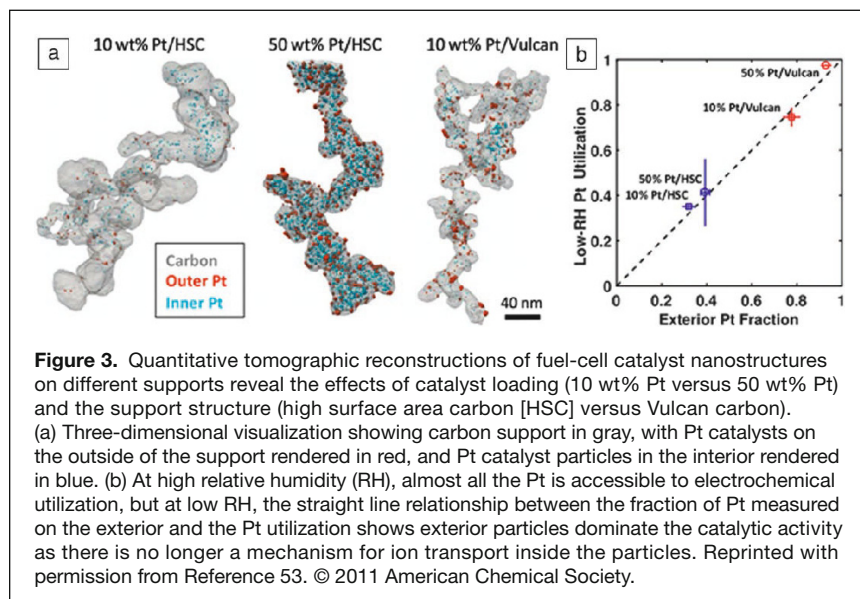 10 wt% Pt/HSC
50 wt% Pt/HSC
10 wt% Pt/Vulcan
a
Carbon
Outer Pt
Inner Pt
40 nm
b
50% Pt/Vulcan
10% Pt/Vulcan
50% Pt/HSC
10% Pt/HSC
Low-RH Pt Utilization
1
0.8
0.6
0.4
0.2
0
0
0.2
0.4
0.6
0.8
1
Exterior Pt Fraction
Figure 3. Quantitative tomographic reconstructions of fuel-cell catalyst nanostructures
on different supports reveal the effects of catalyst loading (10 wt% Pt versus 50 wt% Pt)
and the support structure (high surface area carbon [HSC] versus Vulcan carbon).
(a) Three-dimensional visualization showing carbon support in gray, with Pt catalysts on
the outside of the support rendered in red, and Pt catalyst particles in the interior rendered
in blue. (b) At high relative humidity (RH), almost all the Pt is accessible to electrochemical
utilization, but at low RH, the straight line relationship between the fraction of Pt measured
on the exterior and the Pt utilization shows exterior particles dominate the catalytic activity
as there is no longer a mechanism for ion transport inside the particles. Reprinted with
permission from Reference 53. © 2011 American Chemical Society.